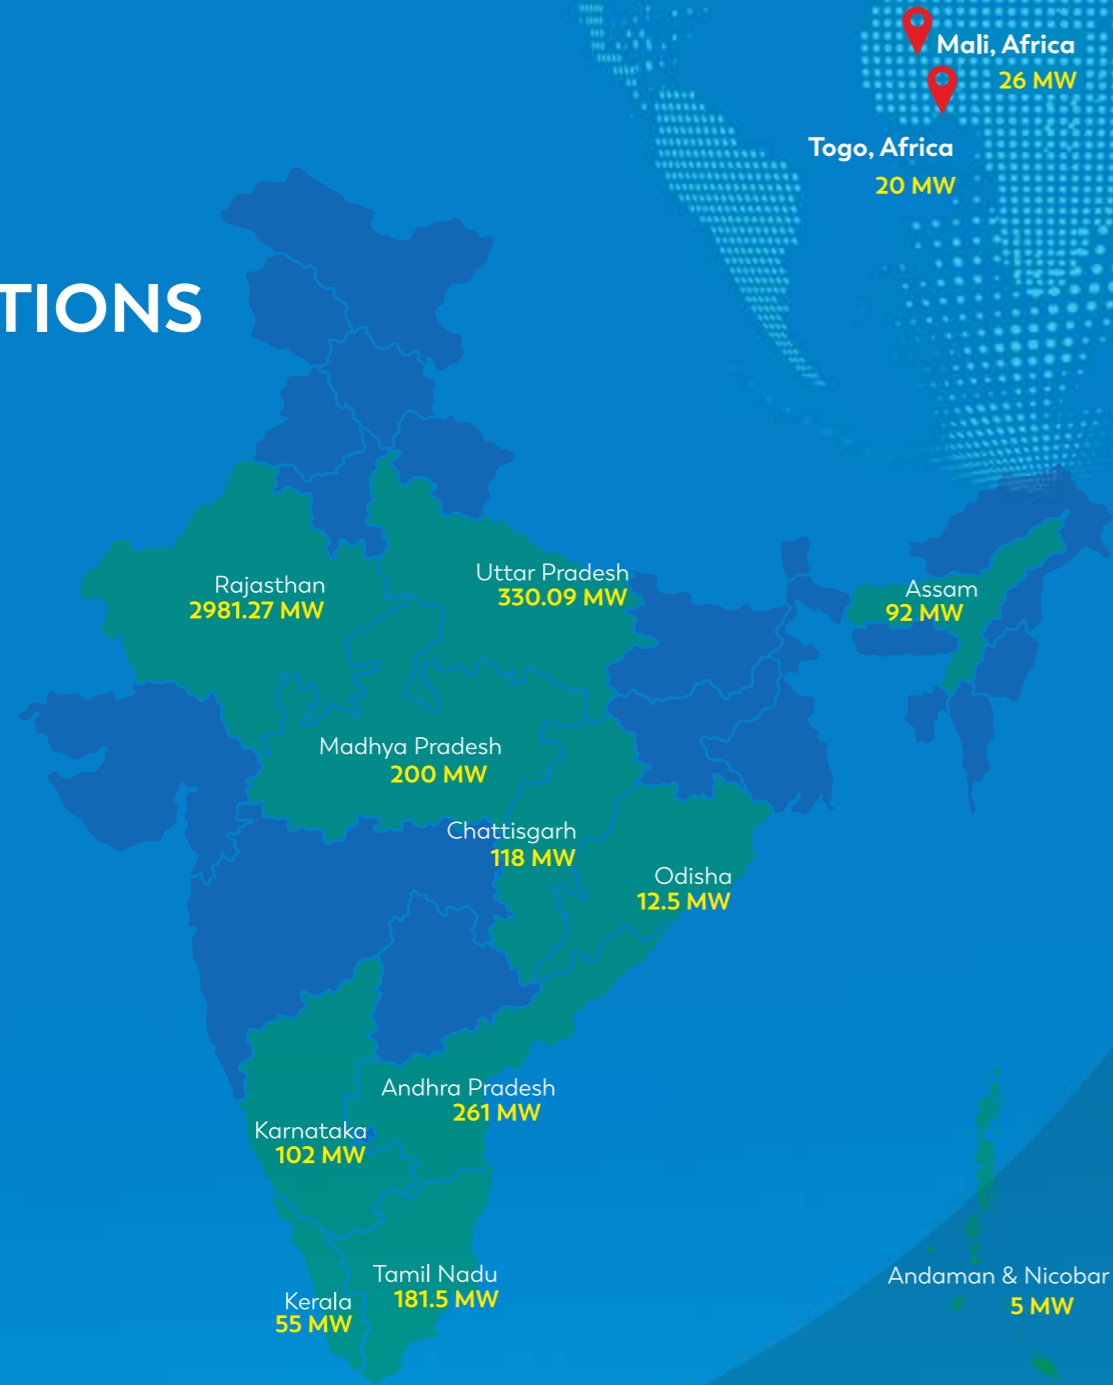 Mali, Africa
26 MW
Togo, Africa
20 MW
TIONS
Rajasthan
2981.27 MW
Uttar Pradesh
330.09 MW
Assam
92 MW
Madhya Pradesh
200 MW
Chattisgarh
118 MW
Odisha
12.5 MW
Andhra Pradesh
261 MW
Karnataka
102 MW
Tamil Nadu
181.5 MW
Kerala
55 MW
Andaman & Nicobar
5 MW